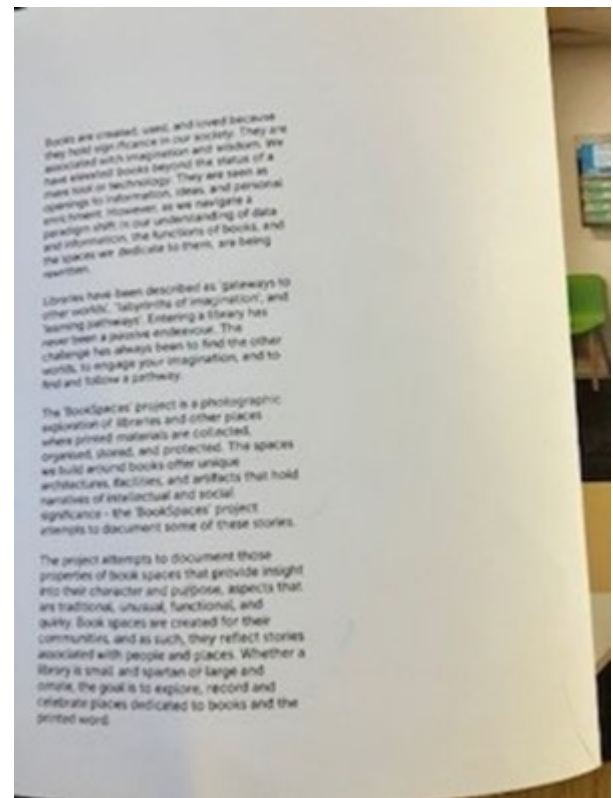 Books are created, used, and loved because
they hold significance in our society. They are
associated with imagination and wisdom. We
have elevated books beyond the status of a
mere tool or technology. They are seen as
openings to information, ideas, and personal
enrichment. However, as we navigate a
paradigm shift in our understanding of data
and information, the functions of books, and
the spaces we dedicate to them, are being
rewritten.
Libraries have been described as 'gateways to
other worlds', 'labyrinths of imagination', and
'learning pathways'. Entering a library has
never been a passive endeavour. The
challenge has always been to find the other
worlds, to engage your imagination, and to
find and follow a pathway.
The 'BookSpaces' project is a photographic
exploration of libraries and other places
where printed materials are collected,
organised, stored, and protected. The spaces
we build around books offer unique
architectures, facilities, and artifacts that hold
narratives of intellectual and social
significance – the 'BookSpaces' project
attempts to document some of these stories.
The project attempts to document those
properties of book spaces that provide insight
into their character and purpose, aspects that
are traditional, unusual, functional, and
quirky. Book spaces are created for their
communities, and as such, they reflect stories
associated with people and places. Whether a
library is small and spartan or large and
ornate, the goal is to explore, record and
celebrate places dedicated to books and the
printed word.